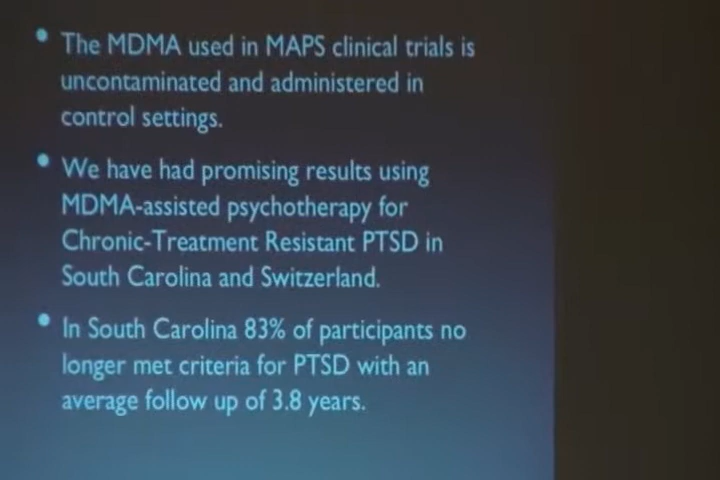 • The MDMA used in MAPS clinical trials is
uncontaminated and administered in
control settings.
• We have had promising results using
MDMA-assisted psychotherapy for
Chronic-Treatment Resistant PTSD in
South Carolina and Switzerland.
• In South Carolina 83% of participants no
longer met criteria for PTSD with an
average follow up of 3.8 years.